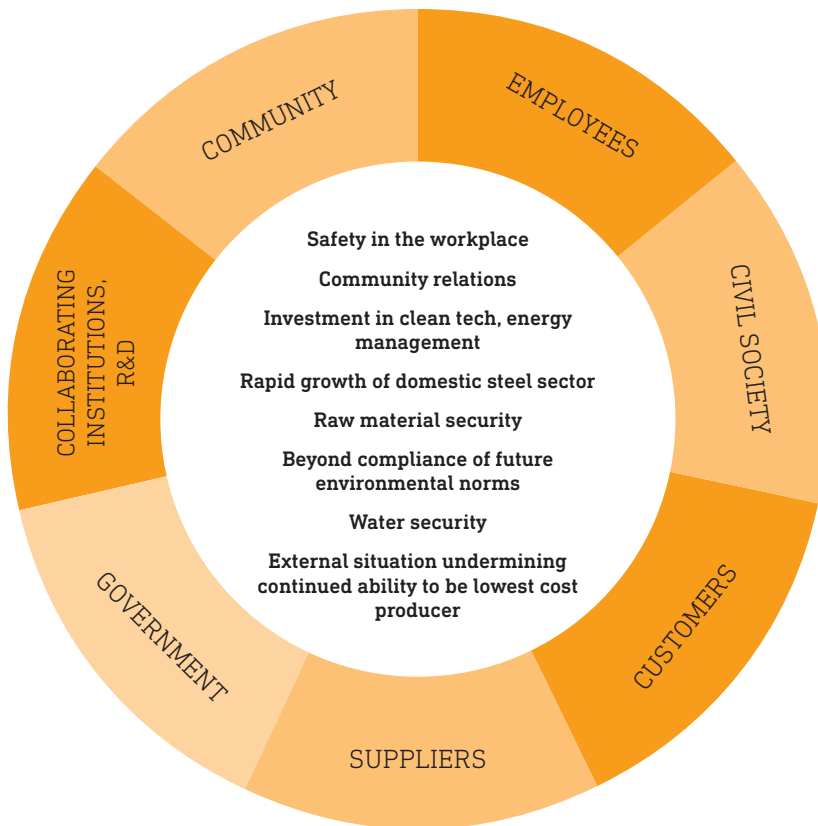 COMMUNITY
EMPLOYEES
CIVIL SOCIETY
CUSTOMERS
SUPPLIERS
GOVERNMENT
COLLABORATING
INSTITUTIONS,
R&D
Safety in the workplace
Community relations
Investment in clean tech, energy
management
Rapid growth of domestic steel sector
Raw material security
Beyond compliance of future
environmental norms
Water security
External situation undermining
continued ability to be lowest cost
producer